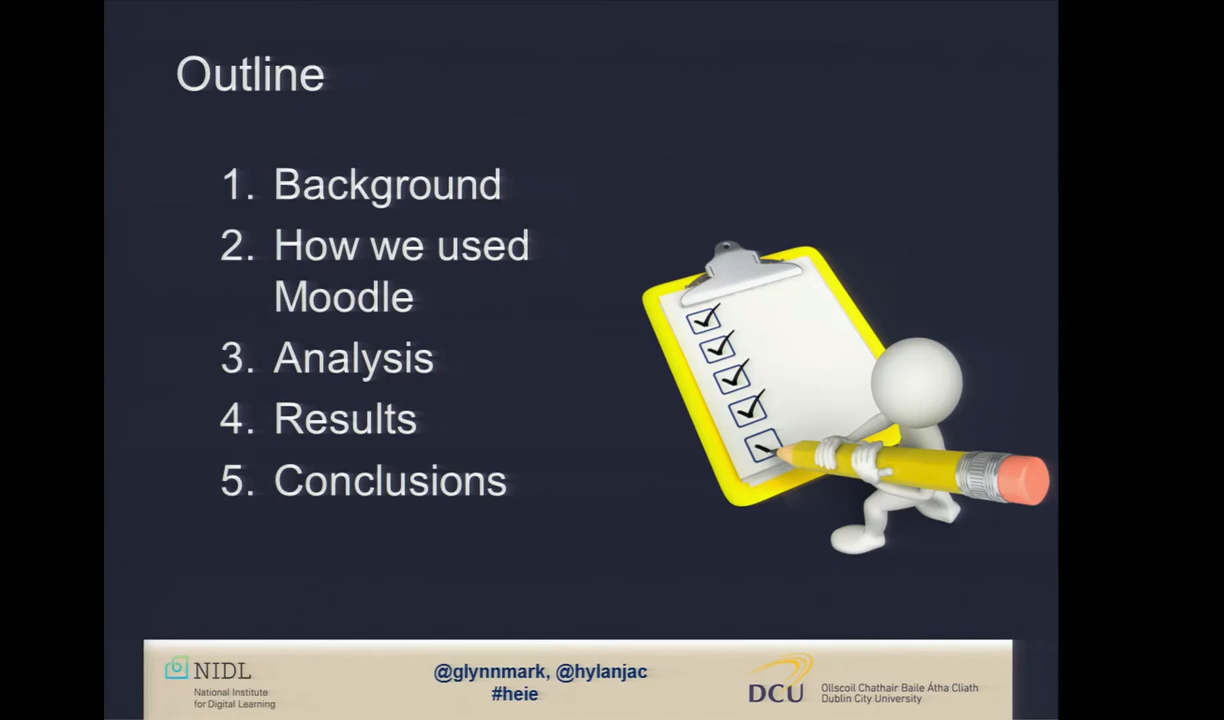 Outline
1. Background
2. How we used
Moodle
3. Analysis
4. Results
5. Conclusions
NIDL
National Institute
for Digital Learning
@glynnmark, @hylanjac
#heie
DCU
Ollscoil Chathair Baile Átha Cliath
Dublin City University